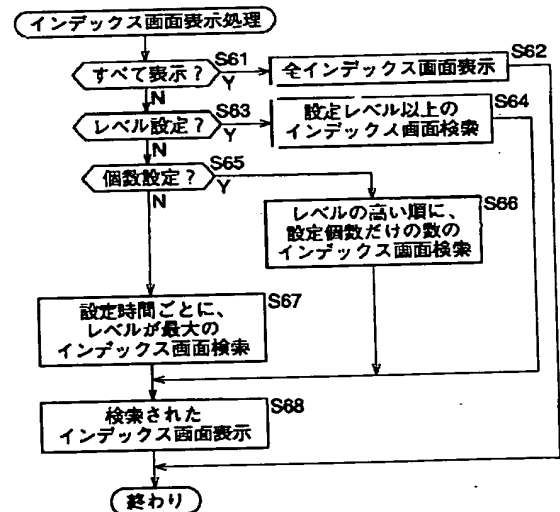 インデックス画面表示処理
すべて表示？
S61
Y
N
全インデックス画面表示
S62
レベル設定？
S63
Y
N
設定レベル以上の
インデックス画面検索
S64
個数設定？
S65
Y
N
レベルの高い順に、
設定個数だけの数の
インデックス画面検索
S66
設定時間ごとに、
レベルが最大の
インデックス画面検索
S67
検索された
インデックス画面表示
S68
終わり